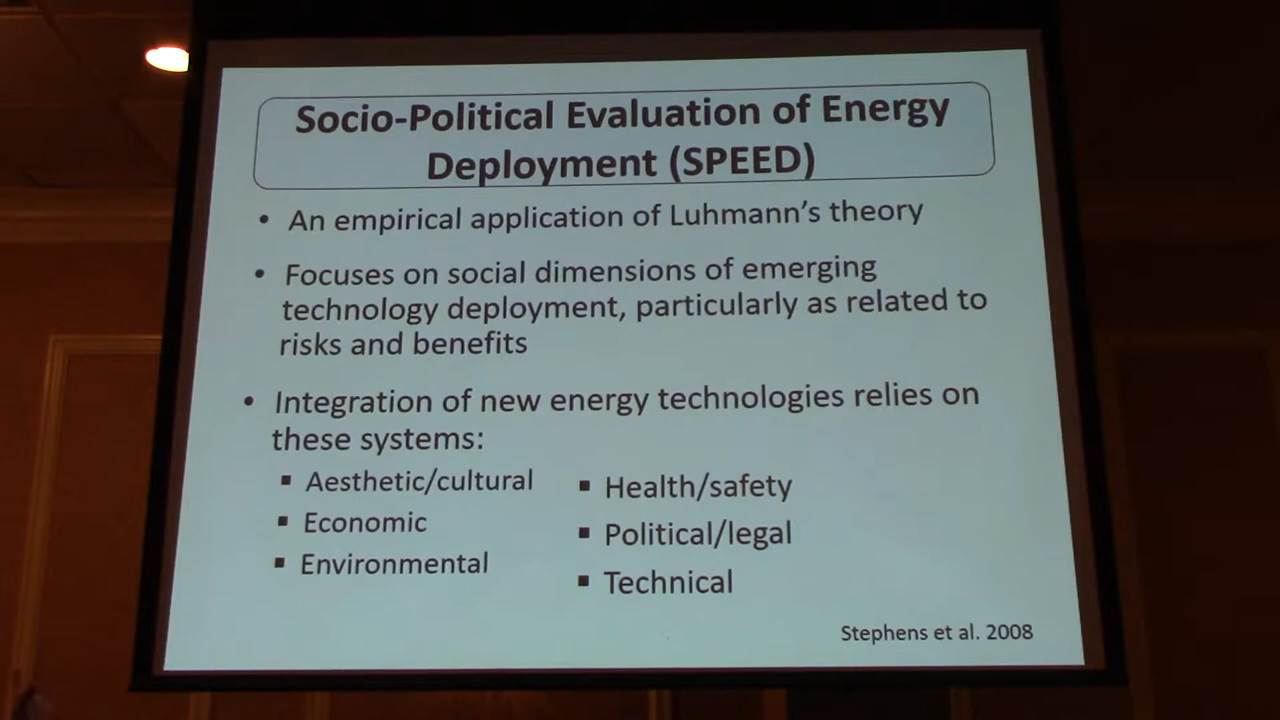 Socio-Political Evaluation of Energy
Deployment (SPEED)
• An empirical application of Luhmann's theory
• Focuses on social dimensions of emerging
technology deployment, particularly as related to
risks and benefits
• Integration of new energy technologies relies on
these systems:
▪ Aesthetic/cultural
▪ Economic
▪ Environmental
▪ Health/safety
▪ Political/legal
▪ Technical
Stephens et al. 2008